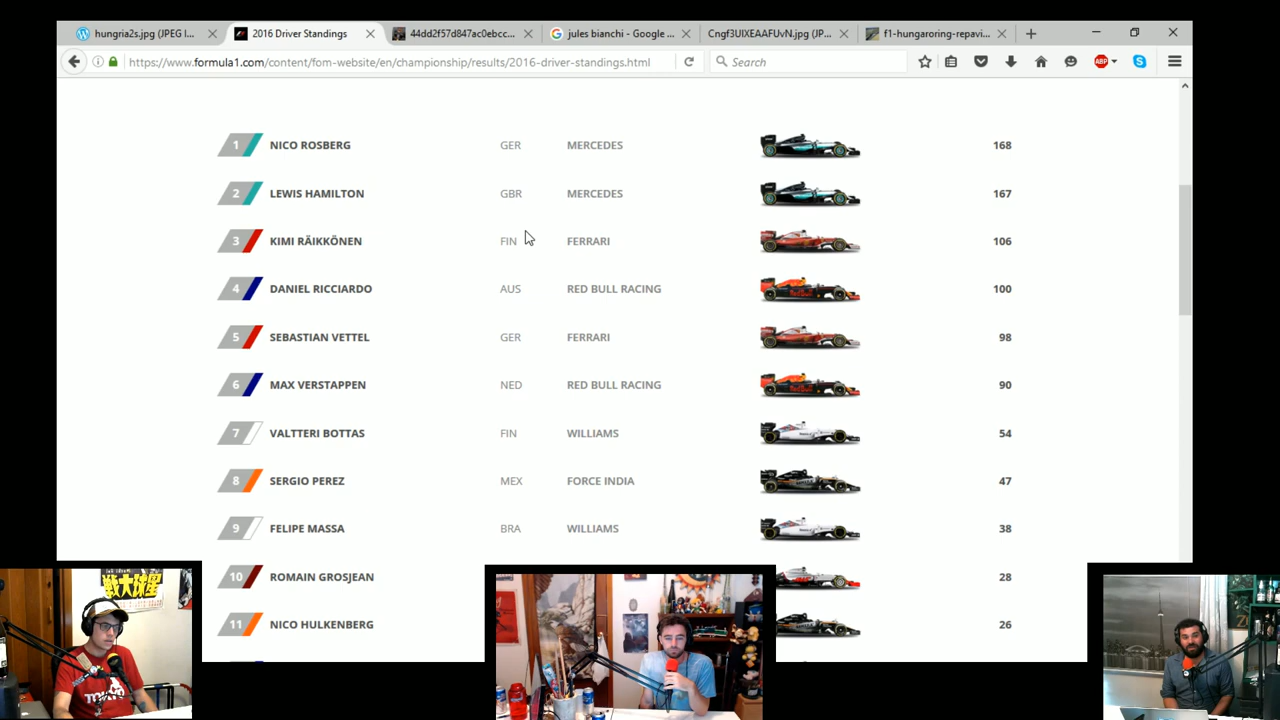 hungria2s.jpg (JPEG I...
2016 Driver Standings
44dd2f57d847ac0ebcc...
jules bianchi - Google ...
Cngf3UIXEAAFUvN.jpg (JP...
f1-hungaroring-repavi...
https://www.formula1.com/content/fom-website/en/championship/results/2016-driver-standings.html
Search
ABP
1 NICO ROSBERG GER MERCEDES 168
2 LEWIS HAMILTON GBR MERCEDES 167
3 KIMI RÄIKKÖNEN FIN FERRARI 106
4 DANIEL RICCIARDO AUS RED BULL RACING 100
5 SEBASTIAN VETTEL GER FERRARI 98
6 MAX VERSTAPPEN NED RED BULL RACING 90
7 VALTTERI BOTTAS FIN WILLIAMS 54
8 SERGIO PEREZ MEX FORCE INDIA 47
9 FELIPE MASSA BRA WILLIAMS 38
10 ROMAIN GROSJEAN 28
11 NICO HULKENBERG 26